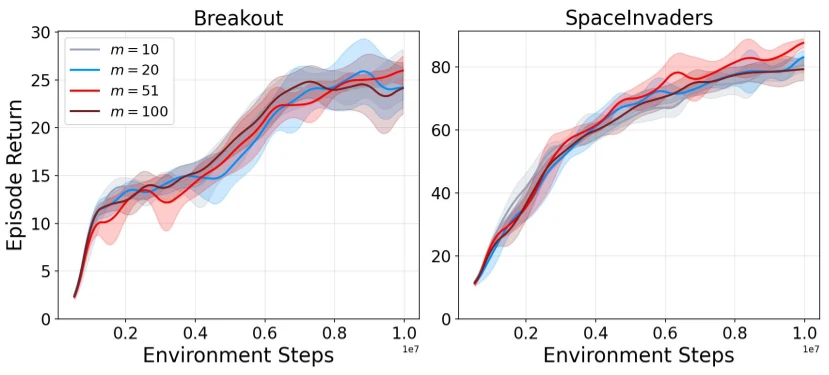 Breakout
m = 10
m = 20
m = 51
m = 100
Episode Return
30
25
20
15
10
5
0
0.2
0.4
0.6
0.8
1.0
1e7
Environment Steps
SpaceInvaders
80
60
40
20
0
0.2
0.4
0.6
0.8
1.0
1e7
Environment Steps